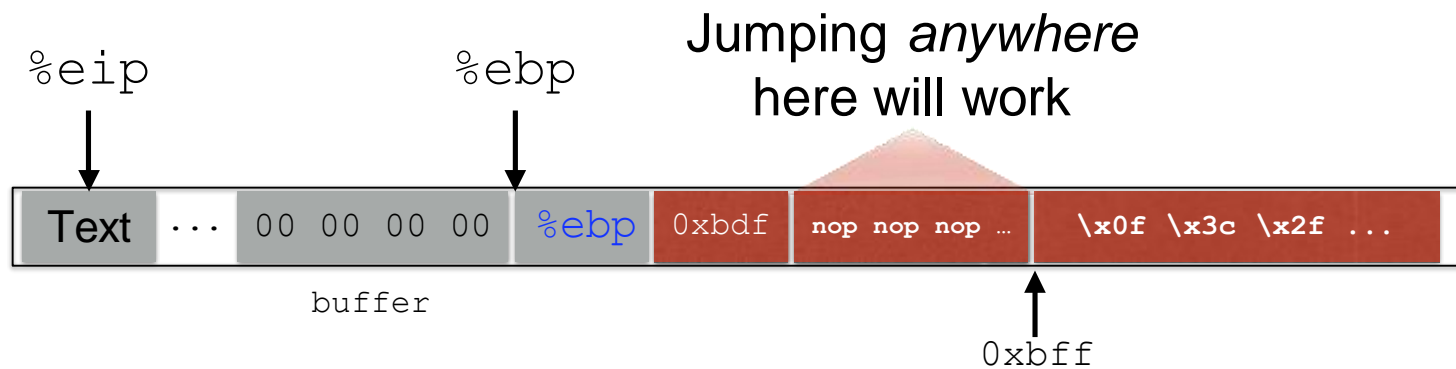 Jumping anywhere
here will work
%eip
%ebp
Text ... 00 00 00 00 %ebp 0xbdf nop nop nop … \x0f \x3c \x2f ...
buffer
0xbff